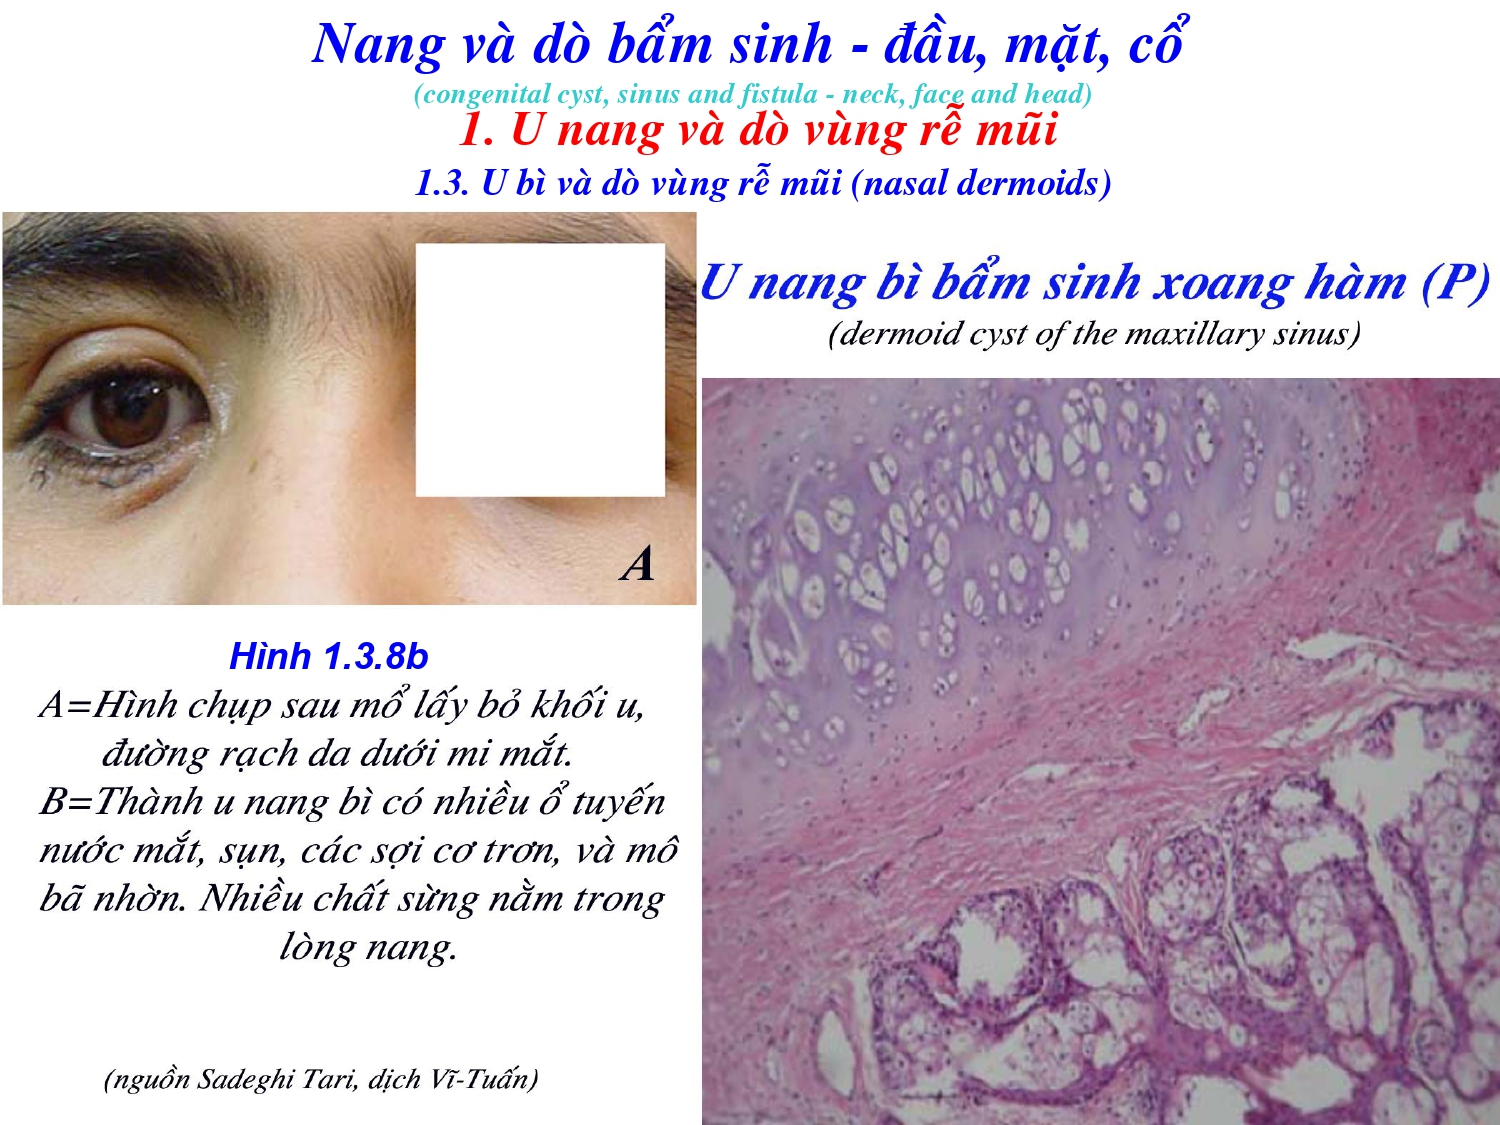 Nang và dò bẩm sinh - đầu, mặt, cổ
(congenital cyst, sinus and fistula - neck, face and head)
1. U nang và dò vùng rễ mũi
1.3. U bì và dò vùng rễ mũi (nasal dermoids)
U nang bì bẩm sinh xoang hàm (P)
(dermoid cyst of the maxillary sinus)
A
Hình 1.3.8b
A=Hình chụp sau mổ lấy bỏ khối u,
đường rạch da dưới mi mắt.
B=Thành u nang bì có nhiều ổ tuyến
nước mắt, sụn, các sợi cơ trơn, và mô
bã nhờn. Nhiều chất sừng nằm trong
lòng nang.
(nguồn Sadeghi Tari, dịch Vĩ-Tuấn)